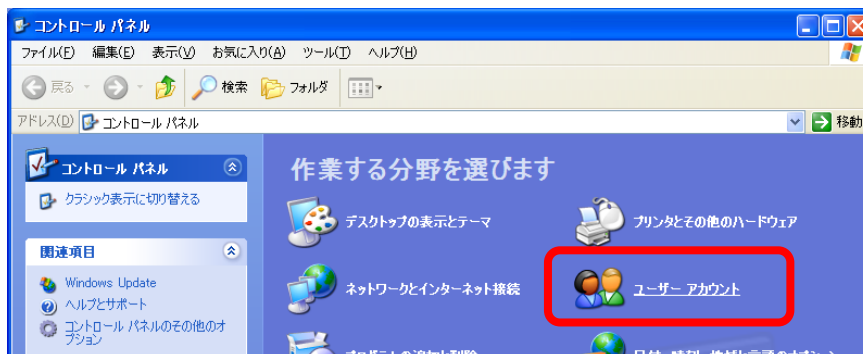 コントロール パネル
ファイル(F) 編集(E) 表示(V) お気に入り(A) ツール(T) ヘルプ(H)
戻る 検索 フォルダ
アドレス(D) コントロール パネル 移動
コントロール パネル
クラシック表示に切り替える
関連項目
Windows Update
ヘルプとサポート
コントロール パネルのその他のオ
プション
作業する分野を選びます
デスクトップの表示とテーマ
プリンタとその他のハードウェア
ネットワークとインターネット接続
ユーザー アカウント